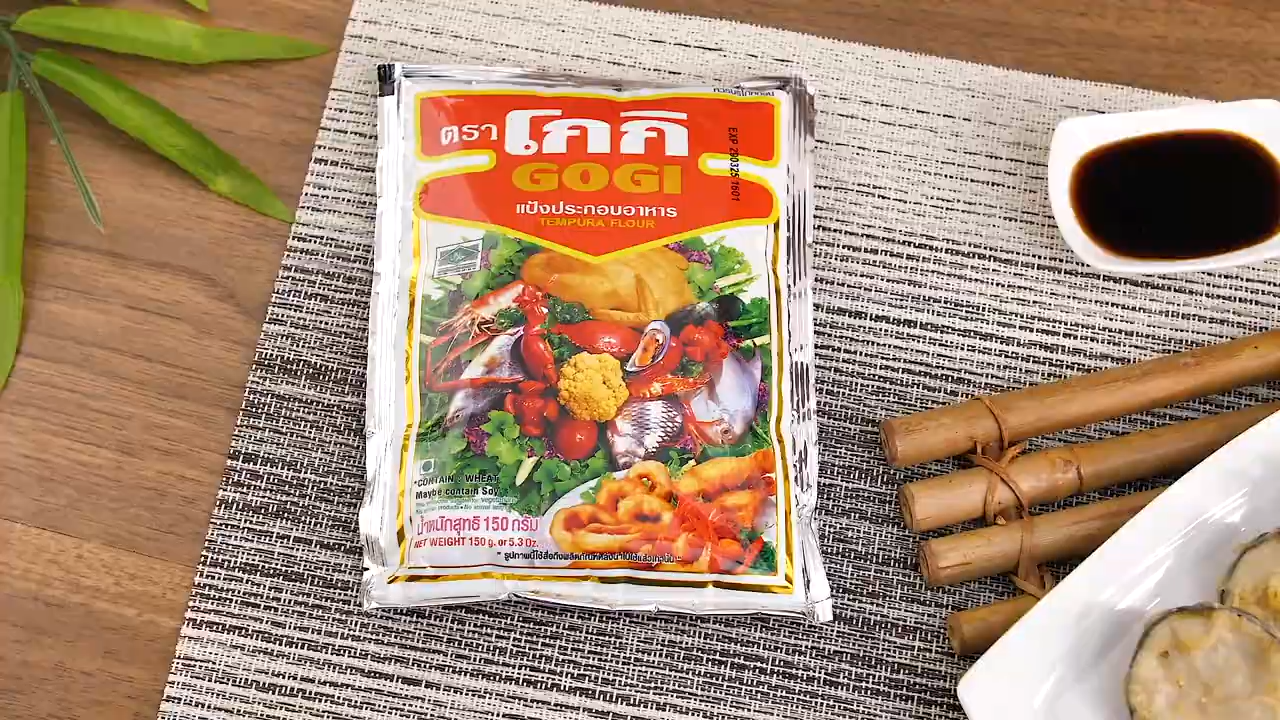 ตรา โกกิ
GOGI
แป้งประกอบอาหาร
TEMPURA FLOUR
EXP 290325 1601
*CONTAIN : WHEAT
Maybe contain Soy
น้ำหนักสุทธิ 150 กรัม
NET WEIGHT 150 g. or 5.3 Oz.